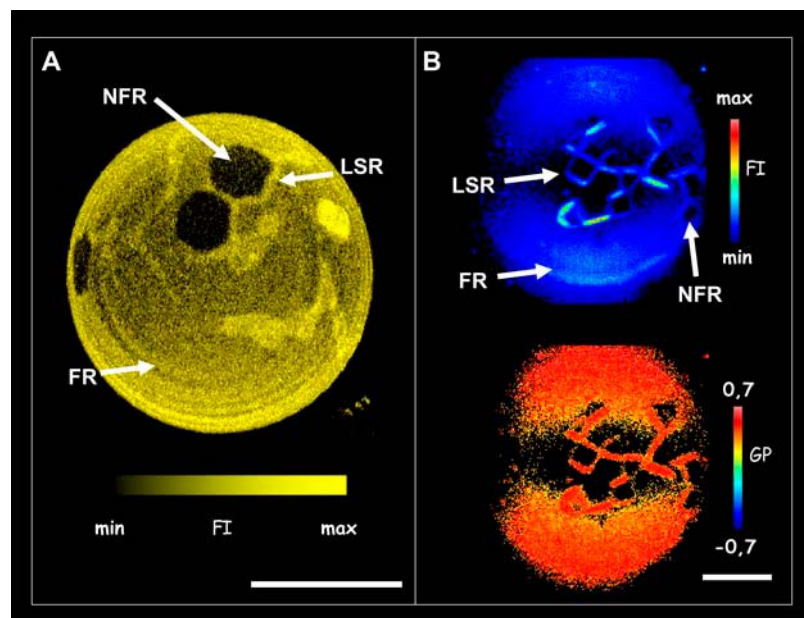 A
NFR
LSR
FR
min FI max
B
max
FI
min
LSR
FR
NFR
0,7
GP
-0,7